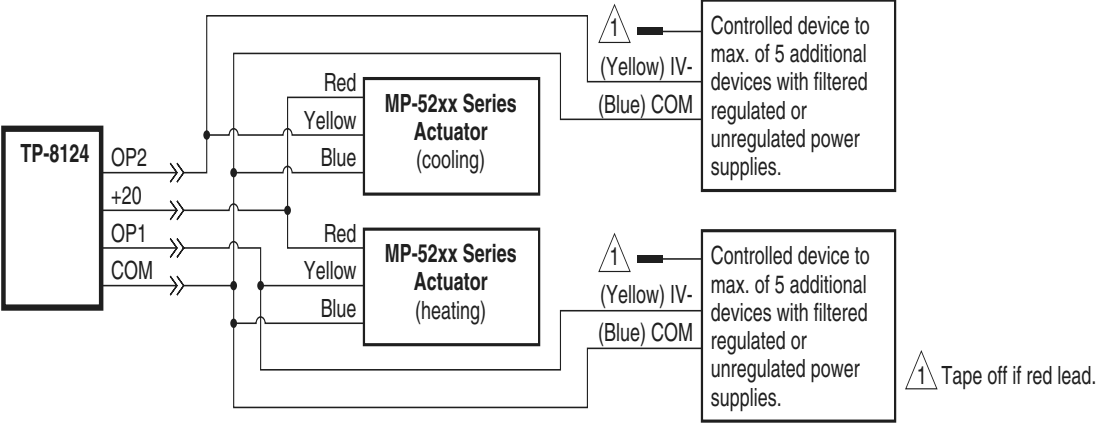 TP-8124
OP2
+20
OP1
COM
Red
Yellow
Blue
MP-52xx Series
Actuator
(cooling)
Red
Yellow
Blue
MP-52xx Series
Actuator
(heating)
1
(Yellow) IV-
(Blue) COM
Controlled device to
max. of 5 additional
devices with filtered
regulated or
unregulated power
supplies.
1
(Yellow) IV-
(Blue) COM
Controlled device to
max. of 5 additional
devices with filtered
regulated or
unregulated power
supplies.
1 Tape off if red lead.